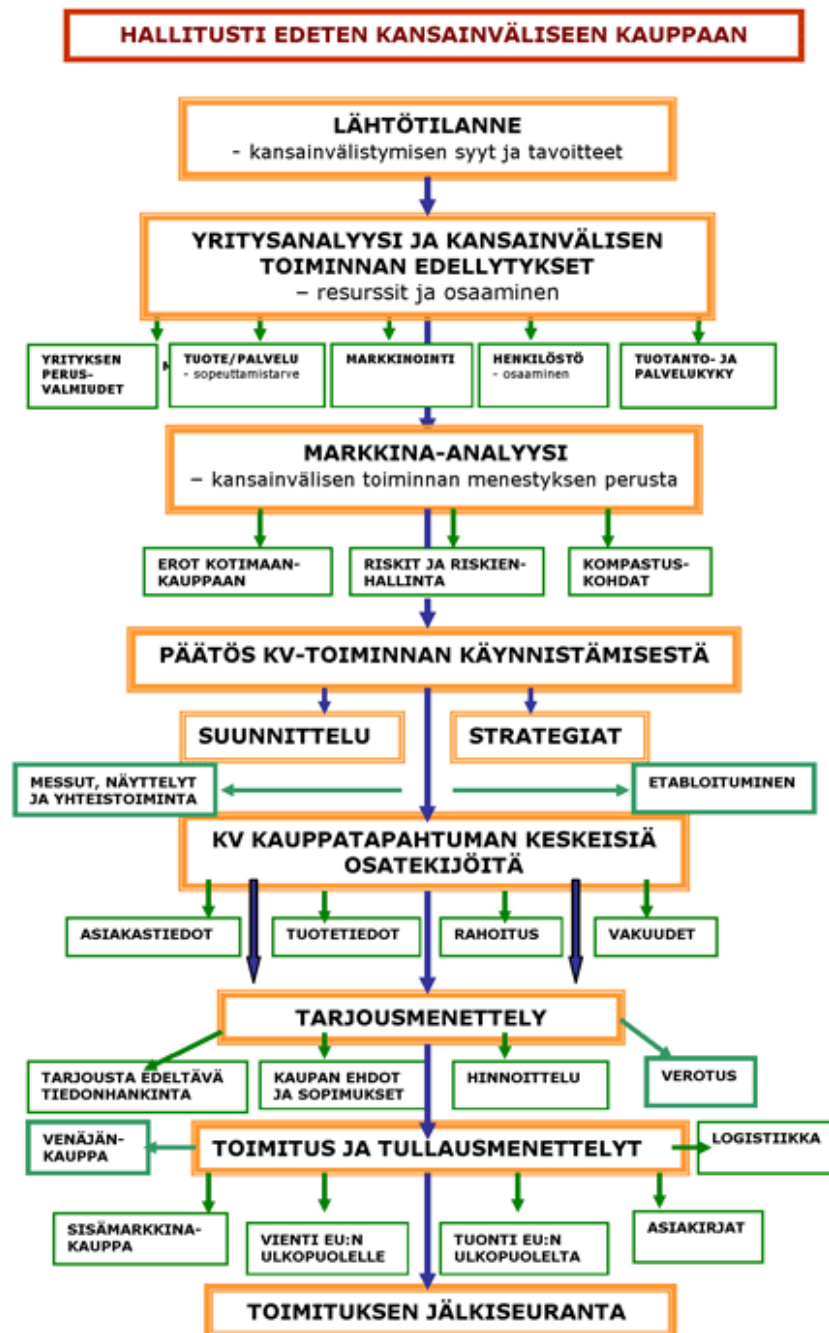 HALLITUSTI EDETEN KANSAINVÄLISEEN KAUPPAAN
LÄHTÖTILANNE
- kansainvälistymisen syyt ja tavoitteet
YRITYSANALYYSI JA KANSAINVÄLISEN
TOIMINNAN EDELLYTYKSET
– resurssit ja osaaminen
YRITYKSEN
PERUS-
VALMIUDET
TUOTE/PALVELU
- sopeuttamistarve
MARKKINOINTI
HENKILÖSTÖ
- osaaminen
TUOTANTO- JA
PALVELUKYKY
MARKKINA-ANALYYSI
– kansainvälisen toiminnan menestyksen perusta
EROT KOTIMAAN-
KAUPPAAN
RISKIT JA RISKIEN-
HALLINTA
KOMPASTUS-
KOHDAT
PÄÄTÖS KV-TOIMINNAN KÄYNNISTÄMISESTÄ
SUUNNITTELU
STRATEGIAT
MESSUT, NÄYTTELYT
JA YHTEISTOIMINTA
ETABLOITUMINEN
KV KAUPPATAPAHTUMAN KESKEISIÄ
OSATEKIJÖITÄ
ASIAKASTIEDOT
TUOTETIEDOT
RAHOITUS
VAKUUDET
TARJOUSMENETTELY
TARJOUSTA EDELTÄVÄ
TIEDONHANKINTA
KAUPAN EHDOT
JA SOPIMUKSET
HINNOITTELU
VEROTUS
VENÄJÄN-
KAUPPA
TOIMITUS JA TULLAUSMENETTELYT
LOGISTIIKKA
SISÄMARKKINA-
KAUPPA
VIENTI EU:N
ULKOPUOLELLE
TUONTI EU:N
ULKOPUOLELTA
ASIAKIRJAT
TOIMITUKSEN JÄLKISEURANTA